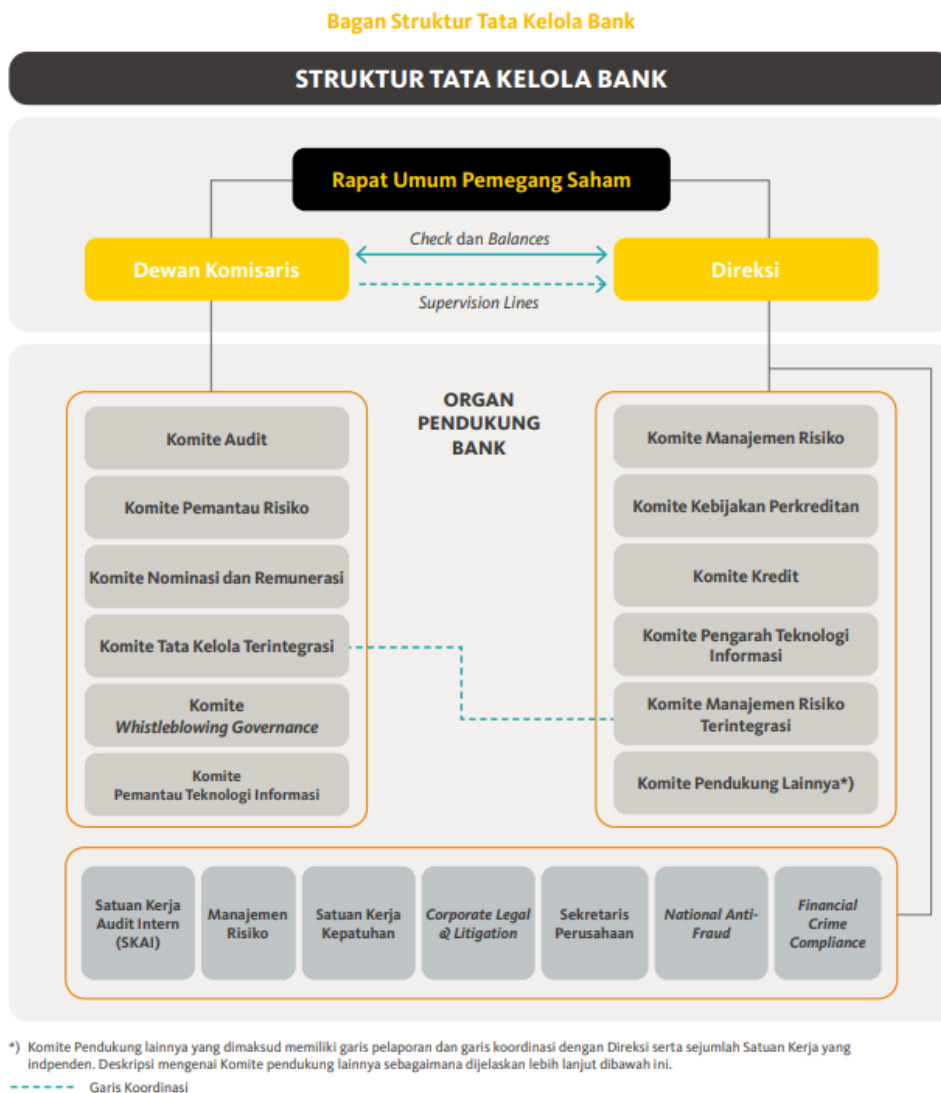 Bagan Struktur Tata Kelola Bank
STRUKTUR TATA KELOLA BANK
Rapat Umum Pemegang Saham
Dewan Komisaris
Check dan Balances
Supervision Lines
Direksi
ORGAN
PENDUKUNG
BANK
Komite Audit
Komite Pemantau Risiko
Komite Nominasi dan Remunerasi
Komite Tata Kelola Terintegrasi
Komite
Whistleblowing Governance
Komite
Pemantau Teknologi Informasi
Komite Manajemen Risiko
Komite Kebijakan Perkreditan
Komite Kredit
Komite Pengarah Teknologi
Informasi
Komite Manajemen Risiko
Terintegrasi
Komite Pendukung Lainnya*)
Satuan Kerja
Audit Intern
(SKAI)
Manajemen
Risiko
Satuan Kerja
Kepatuhan
Corporate Legal
& Litigation
Sekretaris
Perusahaan
National Anti-
Fraud
Financial
Crime
Compliance
*) Komite Pendukung lainnya yang dimaksud memiliki garis pelaporan dan garis koordinasi dengan Direksi serta sejumlah Satuan Kerja yang
indpenden. Deskripsi mengenai Komite pendukung lainnya sebagaimana dijelaskan lebih lanjut dibawah ini.
Garis Koordinasi